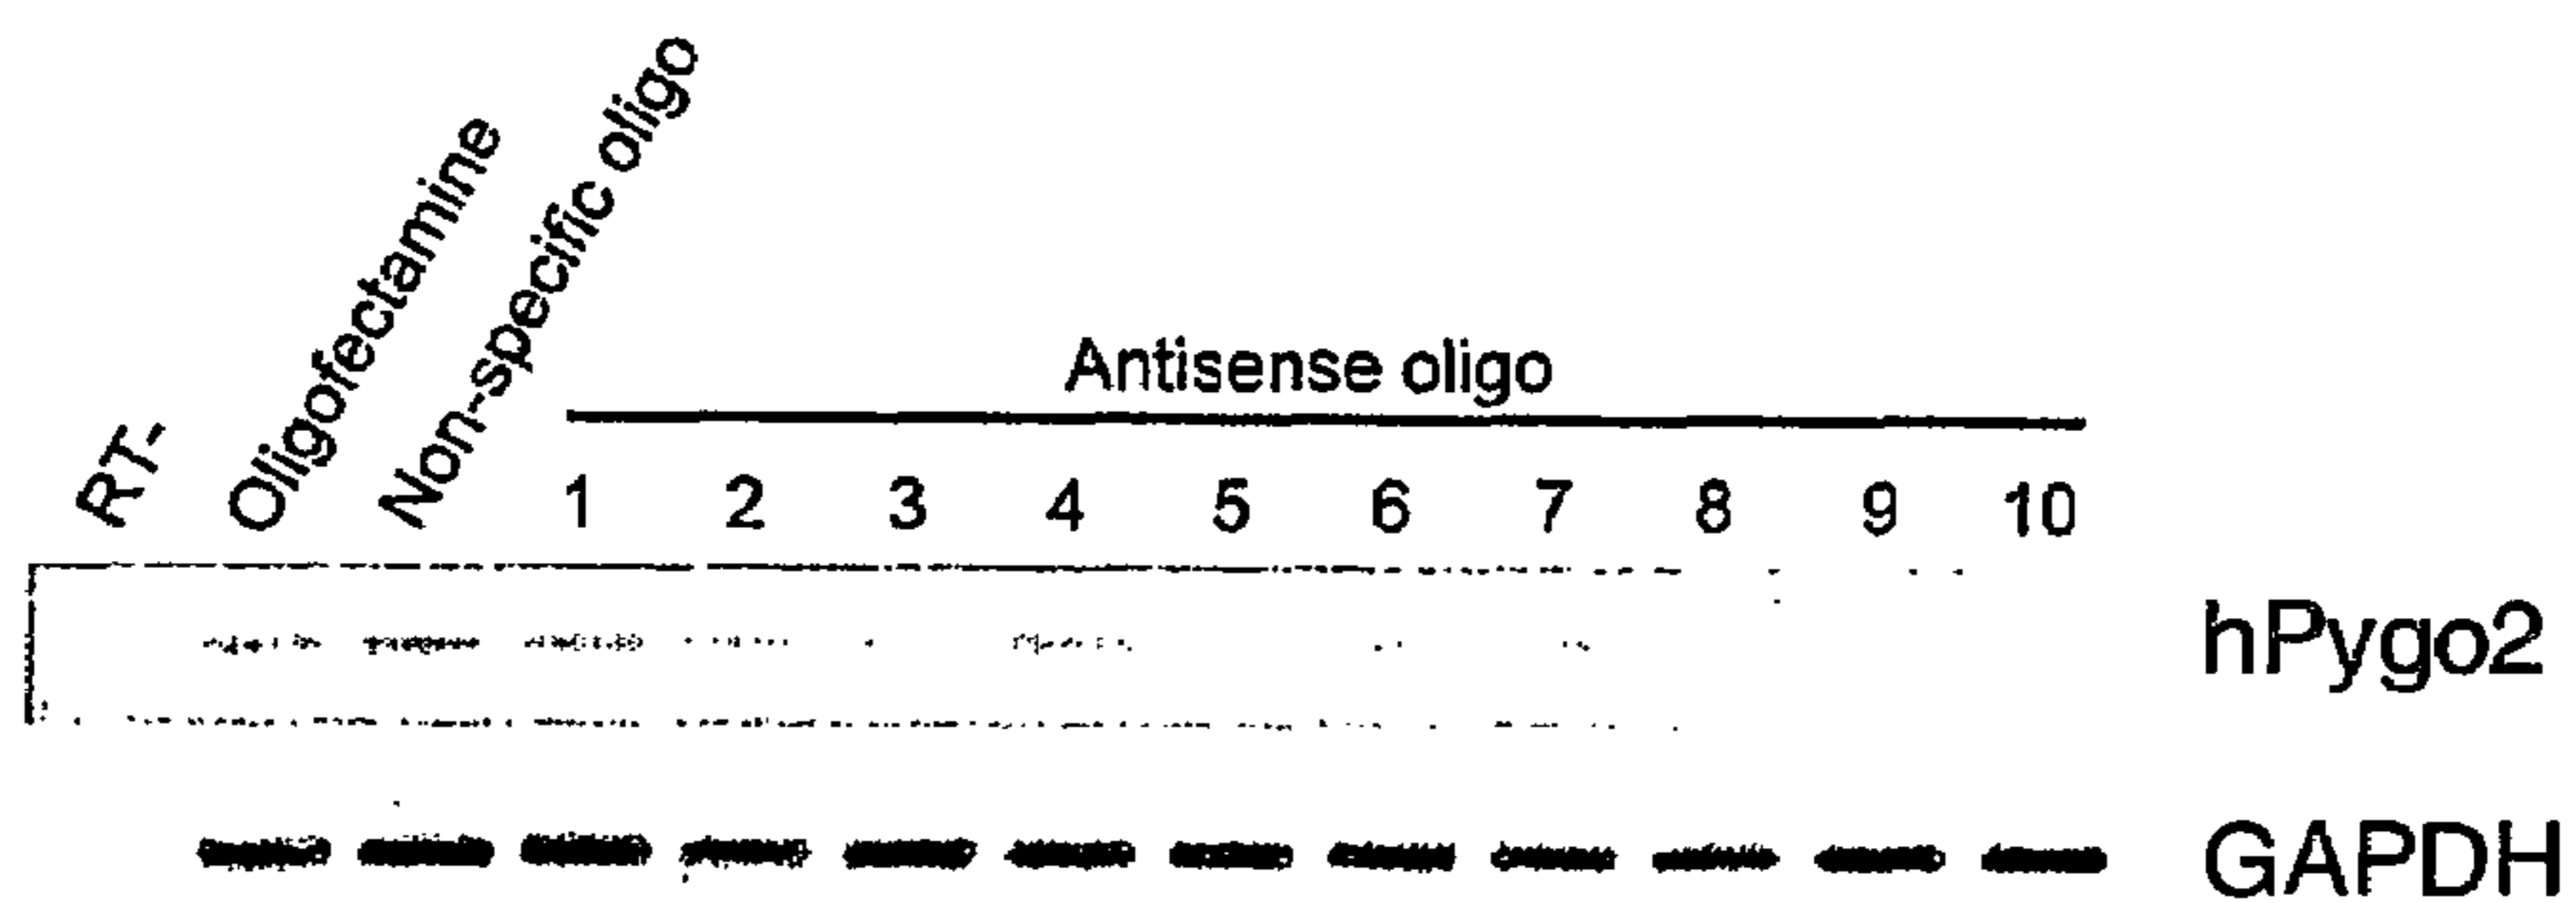 RT-
Oligofectamine
Non-specific oligo
Antisense oligo
1 2 3 4 5 6 7 8 9 10
hPygo2
GAPDH